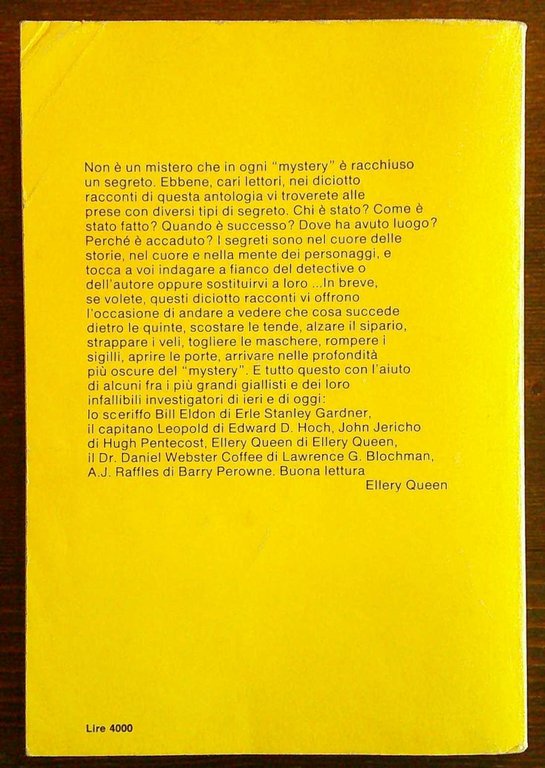 Non è un mistero che in ogni "mystery" è racchiuso
un segreto. Ebbene, cari lettori, nei diciotto
racconti di questa antologia vi troverete alle
prese con diversi tipi di segreto. Chi è stato? Come è
stato fatto? Quando è successo? Dove ha avuto luogo?
Perché è accaduto? I segreti sono nel cuore delle
storie, nel cuore e nella mente dei personaggi, e
tocca a voi indagare a fianco del detective o
dell'autore oppure sostituirvi a loro ...In breve,
se volete, questi diciotto racconti vi offrono
l'occasione di andare a vedere che cosa succede
dietro le quinte, scostare le tende, alzare il sipario,
strappare i veli, togliere le maschere, rompere i
sigilli, aprire le porte, arrivare nelle profondità
più oscure del "mystery". E tutto questo con l'aiuto
di alcuni fra i più grandi giallisti e dei loro
infallibili investigatori di ieri e di oggi:
lo sceriffo Bill Eldon di Erle Stanley Gardner,
il capitano Leopold di Edward D. Hoch, John Jericho
di Hugh Pentecost, Ellery Queen di Ellery Queen,
il Dr. Daniel Webster Coffee di Lawrence G. Blochman,
A.J. Raffles di Barry Perowne. Buona lettura
Ellery Queen
Lire 4000